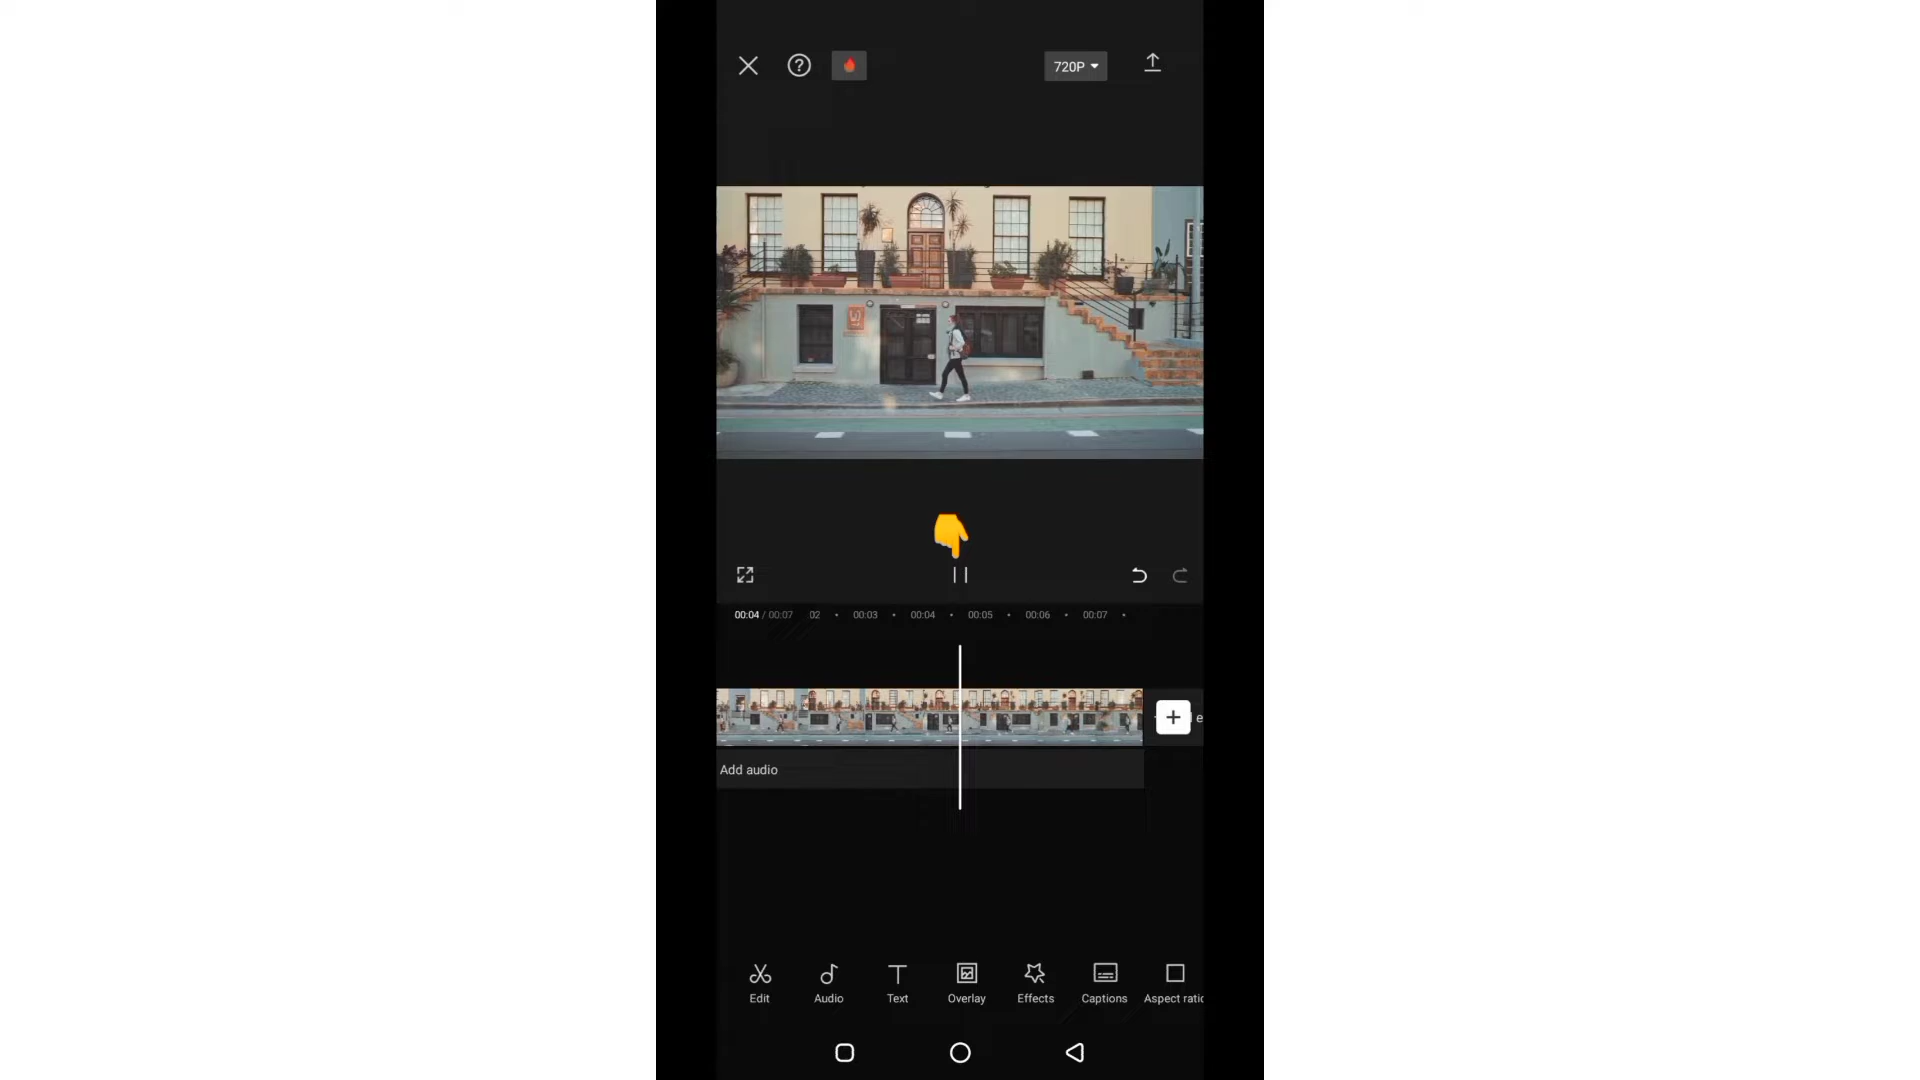 720P
00:04 / 00:07 02 00:03 00:04 00:05 00:06 00:07
Add audio
Edit Audio Text Overlay Effects Captions Aspect ratio